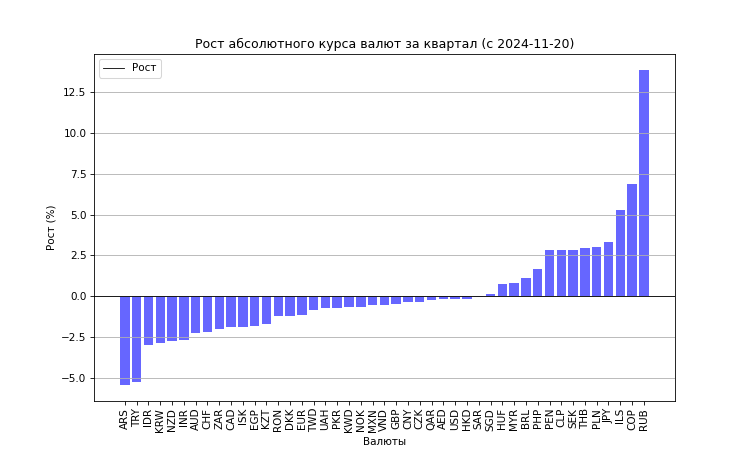 Рост абсолютного курса валют за квартал (с 2024-11-20)
Рост
Рост (%)
12.5
10.0
7.5
5.0
2.5
0.0
−2.5
−5.0
ARS
TRY
IDR
KRW
NZD
INR
AUD
CHF
ZAR
CAD
ISK
EGP
KZT
RON
DKK
EUR
TWD
UAH
PKR
KWD
NOK
MXN
VND
GBP
CNY
CZK
QAR
AED
USD
HKD
SAR
SGD
HUF
MYR
BRL
PHP
PEN
CLP
SEK
THB
PLN
JPY
ILS
COP
RUB
Валюты